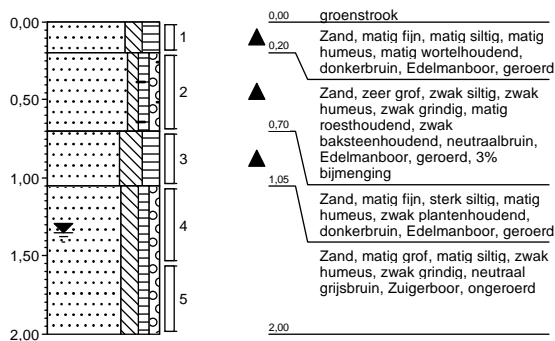 0,00
0,50
1,00
1,50
2,00
1
2
3
4
5
0,00
groenstrook
Zand, matig fijn, matig siltig, matig
humeus, matig wortelhoudend,
donkerbruin, Edelmanboor, geroerd
0,20
Zand, zeer grof, zwak siltig, zwak
humeus, zwak grindig, matig
roesthoudend, zwak
baksteenhoudend, neutraalbruin,
Edelmanboor, geroerd, 3%
bijmenging
0,70
Zand, matig fijn, sterk siltig, matig
humeus, zwak plantenhoudend,
donkerbruin, Edelmanboor, geroerd
1,05
Zand, matig grof, matig siltig, zwak
humeus, zwak grindig, neutraal
grijsbruin, Zuigerboor, ongeroerd
2,00